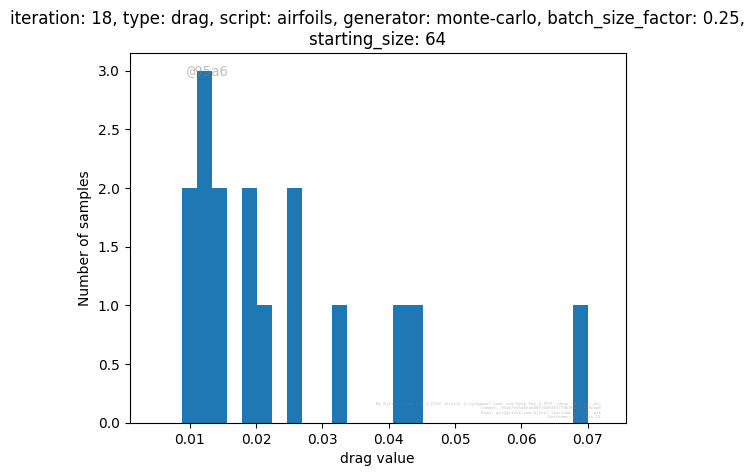 iteration: 18, type: drag, script: airfoils, generator: monte-carlo, batch_size_factor: 0.25,
starting_size: 64
@95a6
3.0
2.5
2.0
1.5
1.0
0.5
0.0
Number of samples
0.01 0.02 0.03 0.04 0.05 0.06 0.07
drag value